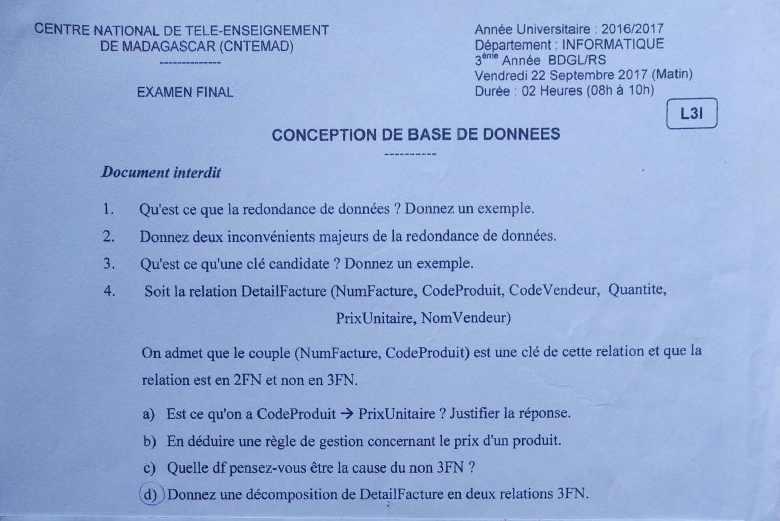 CENTRE NATIONAL DE TELE-ENSEIGNEMENT
DE MADAGASCAR (CNTEMAD)
--------------
EXAMEN FINAL
Année Universitaire : 2016/2017
Département : INFORMATIQUE
3ème Année BDGL/RS
Vendredi 22 Septembre 2017 (Matin)
Durée : 02 Heures (08h à 10h)
L3I
CONCEPTION DE BASE DE DONNEES
----------
Document interdit
1. Qu'est ce que la redondance de données ? Donnez un exemple.
2. Donnez deux inconvénients majeurs de la redondance de données.
3. Qu'est ce qu'une clé candidate ? Donnez un exemple.
4. Soit la relation DetailFacture (NumFacture, CodeProduit, CodeVendeur, Quantite,
PrixUnitaire, NomVendeur)
On admet que le couple (NumFacture, CodeProduit) est une clé de cette relation et que la
relation est en 2FN et non en 3FN.
a) Est ce qu'on a CodeProduit → PrixUnitaire ? Justifier la réponse.
b) En déduire une règle de gestion concernant le prix d'un produit.
c) Quelle df pensez-vous être la cause du non 3FN ?
d) Donnez une décomposition de DetailFacture en deux relations 3FN.